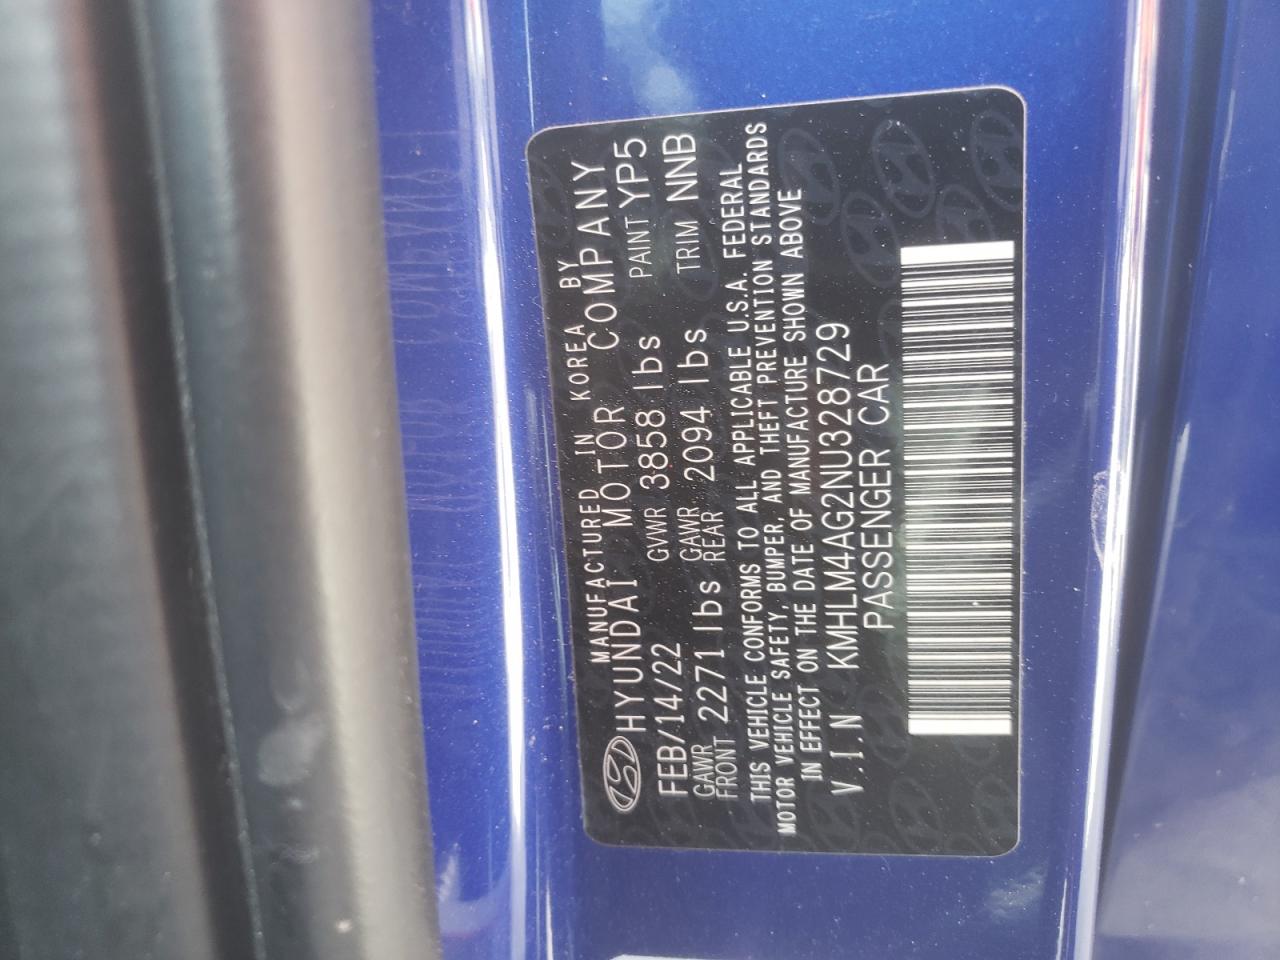 MANUFACTURED IN KOREA BY
HYUNDAI MOTOR COMPANY
FEB/14/22 GVWR 3858 lbs PAINT YP5
GAWR FRONT 2271 lbs GAWR REAR 2094 lbs TRIM NNB
THIS VEHICLE CONFORMS TO ALL APPLICABLE U.S.A. FEDERAL
MOTOR VEHICLE SAFETY, BUMPER, AND THEFT PREVENTION STANDARDS
IN EFFECT ON THE DATE OF MANUFACTURE SHOWN ABOVE
V.I.N KMHLM4AG2NU328729
PASSENGER CAR